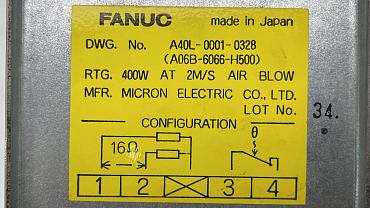 FANUC made in Japan
DWG. No. A40L-0001-0328
(A06B-6066-H500)
RTG. 400W AT 2M/S AIR BLOW
MFR. MICRON ELECTRIC CO., LTD.
LOT No. 34.
CONFIGURATION
θ
16Ω
1 2 3 4